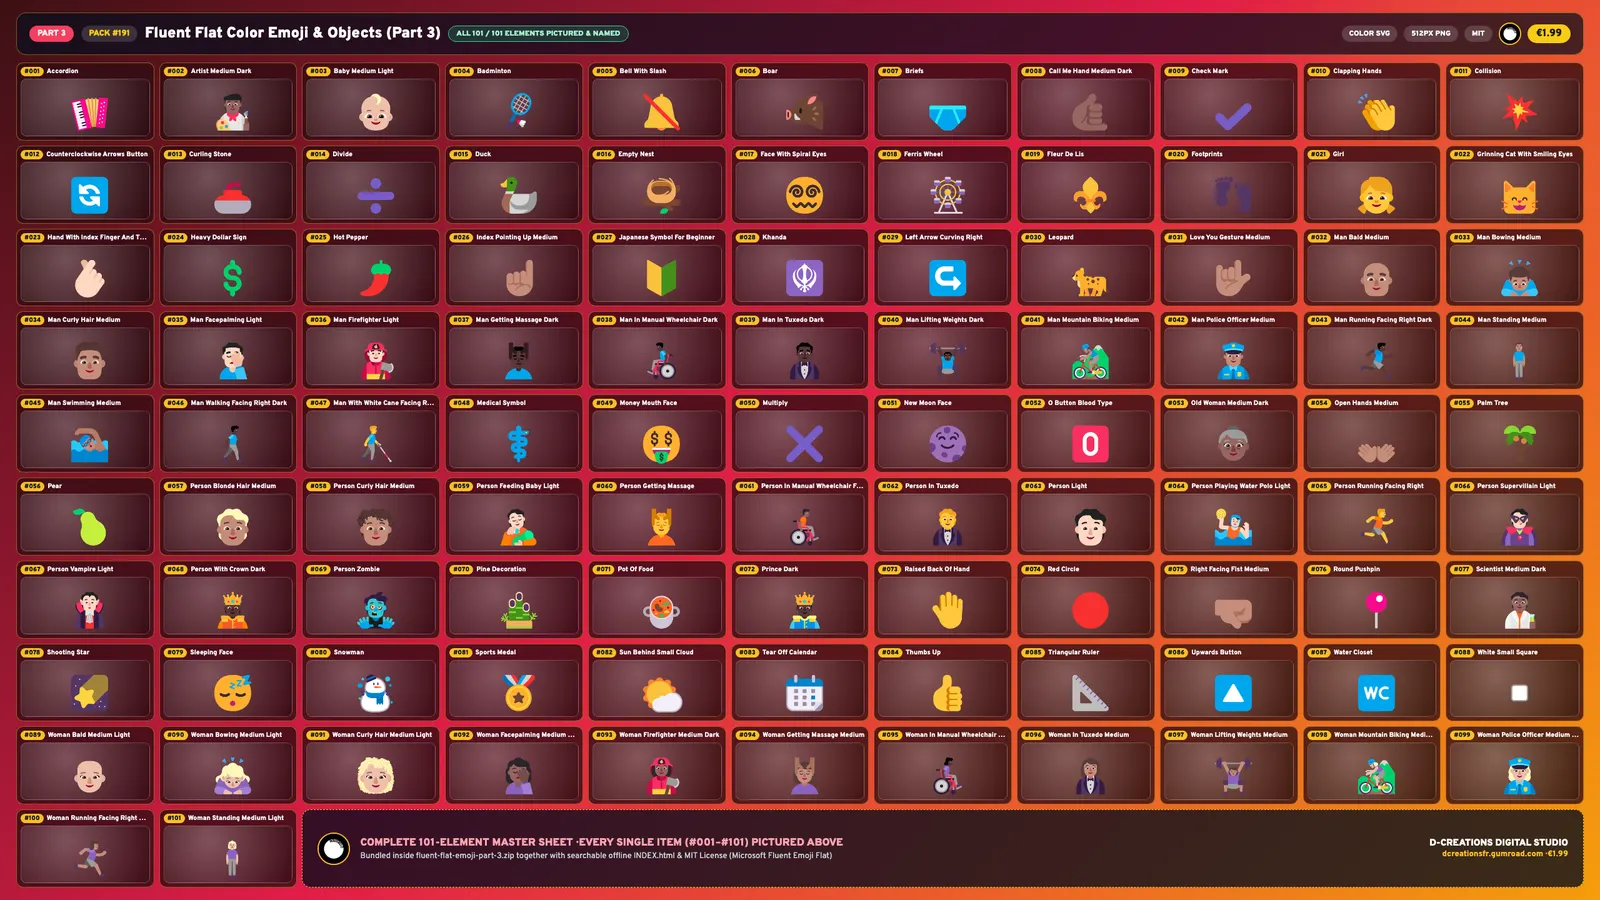 PART 3 PACK #191 Fluent Flat Color Emoji & Objects (Part 3) ALL 101 / 101 ELEMENTS PICTURED & NAMED COLOR SVG 512PX PNG MIT €1.99
#001 Accordion
#002 Artist Medium Dark
#003 Baby Medium Light
#004 Badminton
#005 Bell With Slash
#006 Boar
#007 Briefs
#008 Call Me Hand Medium Dark
#009 Check Mark
#010 Clapping Hands
#011 Collision
#012 Counterclockwise Arrows Button
#013 Curling Stone
#014 Divide
#015 Duck
#016 Empty Nest
#017 Face With Spiral Eyes
#018 Ferris Wheel
#019 Fleur De Lis
#020 Footprints
#021 Girl
#022 Grinning Cat With Smiling Eyes
#023 Hand With Index Finger And T...
#024 Heavy Dollar Sign
#025 Hot Pepper
#026 Index Pointing Up Medium
#027 Japanese Symbol For Beginner
#028 Khanda
#029 Left Arrow Curving Right
#030 Leopard
#031 Love You Gesture Medium
#032 Man Bald Medium
#033 Man Bowing Medium
#034 Man Curly Hair Medium
#035 Man Facepalming Light
#036 Man Firefighter Light
#037 Man Getting Massage Dark
#038 Man In Manual Wheelchair Dark
#039 Man In Tuxedo Dark
#040 Man Lifting Weights Dark
#041 Man Mountain Biking Medium
#042 Man Police Officer Medium
#043 Man Running Facing Right Dark
#044 Man Standing Medium
#045 Man Swimming Medium
#046 Man Walking Facing Right Dark
#047 Man With White Cane Facing R...
#048 Medical Symbol
#049 Money Mouth Face
$ $
$
#050 Multiply
#051 New Moon Face
#052 O Button Blood Type
O
#053 Old Woman Medium Dark
#054 Open Hands Medium
#055 Palm Tree
#056 Pear
#057 Person Blonde Hair Medium
#058 Person Curly Hair Medium
#059 Person Feeding Baby Light
#060 Person Getting Massage
#061 Person In Manual Wheelchair F...
#062 Person In Tuxedo
#063 Person Light
#064 Person Playing Water Polo Light
#065 Person Running Facing Right
#066 Person Supervillain Light
#067 Person Vampire Light
#068 Person With Crown Dark
#069 Person Zombie
#070 Pine Decoration
#071 Pot Of Food
#072 Prince Dark
#073 Raised Back Of Hand
#074 Red Circle
#075 Right Facing Fist Medium
#076 Round Pushpin
#077 Scientist Medium Dark
#078 Shooting Star
#079 Sleeping Face
zzz
#080 Snowman
#081 Sports Medal
#082 Sun Behind Small Cloud
#083 Tear Off Calendar
#084 Thumbs Up
#085 Triangular Ruler
#086 Upwards Button
#087 Water Closet
WC
#088 White Small Square
#089 Woman Bald Medium Light
#090 Woman Bowing Medium Light
#091 Woman Curly Hair Medium Light
#092 Woman Facepalming Medium ...
#093 Woman Firefighter Medium Dark
#094 Woman Getting Massage Medium
#095 Woman In Manual Wheelchair ...
#096 Woman In Tuxedo Medium
#097 Woman Lifting Weights Medium
#098 Woman Mountain Biking Medi...
#099 Woman Police Officer Medium ...
#100 Woman Running Facing Right ...
#101 Woman Standing Medium Light
COMPLETE 101-ELEMENT MASTER SHEET · EVERY SINGLE ITEM (#001–#101) PICTURED ABOVE
Bundled inside fluent-flat-emoji-part-3.zip together with searchable offline INDEX.html & MIT License (Microsoft Fluent Emoji Flat)
D-CREATIONS DIGITAL STUDIO
dcreationsfr.gumroad.com · €1.99